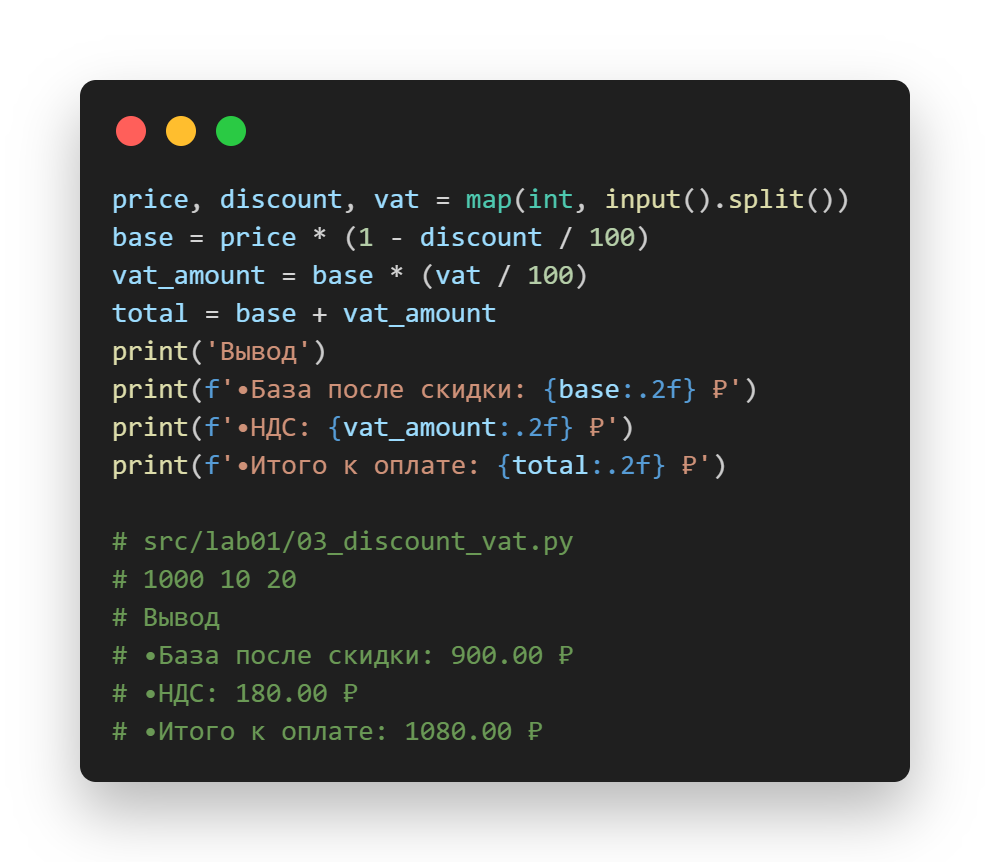 price, discount, vat = map(int, input().split())
base = price * (1 - discount / 100)
vat_amount = base * (vat / 100)
total = base + vat_amount
print('Вывод')
print(f'•База после скидки: {base:.2f} ₽')
print(f'•НДС: {vat_amount:.2f} ₽')
print(f'•Итого к оплате: {total:.2f} ₽')

# src/lab01/03_discount_vat.py
# 1000 10 20
# Вывод
# •База после скидки: 900.00 ₽
# •НДС: 180.00 ₽
# •Итого к оплате: 1080.00 ₽